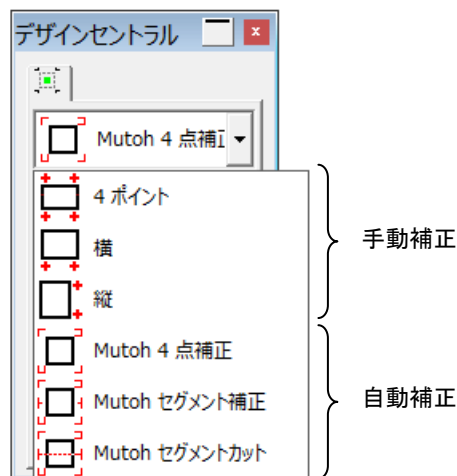 デザインセントラル
Mutoh 4 点補正
4 ポイント
横
縦
手動補正
Mutoh 4 点補正
Mutoh セグメント補正
Mutoh セグメントカット
自動補正